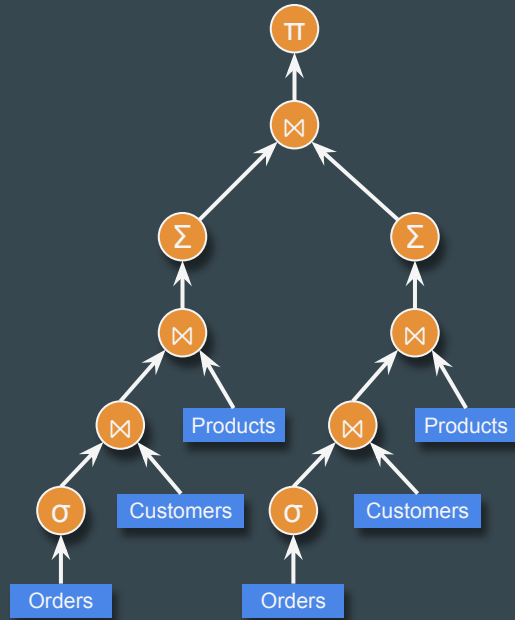 π
⋈
Σ Σ
⋈ ⋈
Products Products
⋈ ⋈
σ Customers σ Customers
Orders Orders